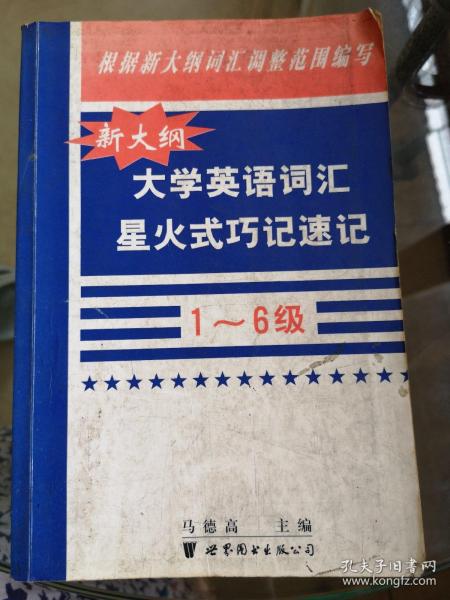 根据新大纲词汇调整范围编写
新大纲
大学英语词汇
星火式巧记速记
1～6级
马德高 主编
世界图书出版公司
孔夫子旧书网
www.kongfz.com